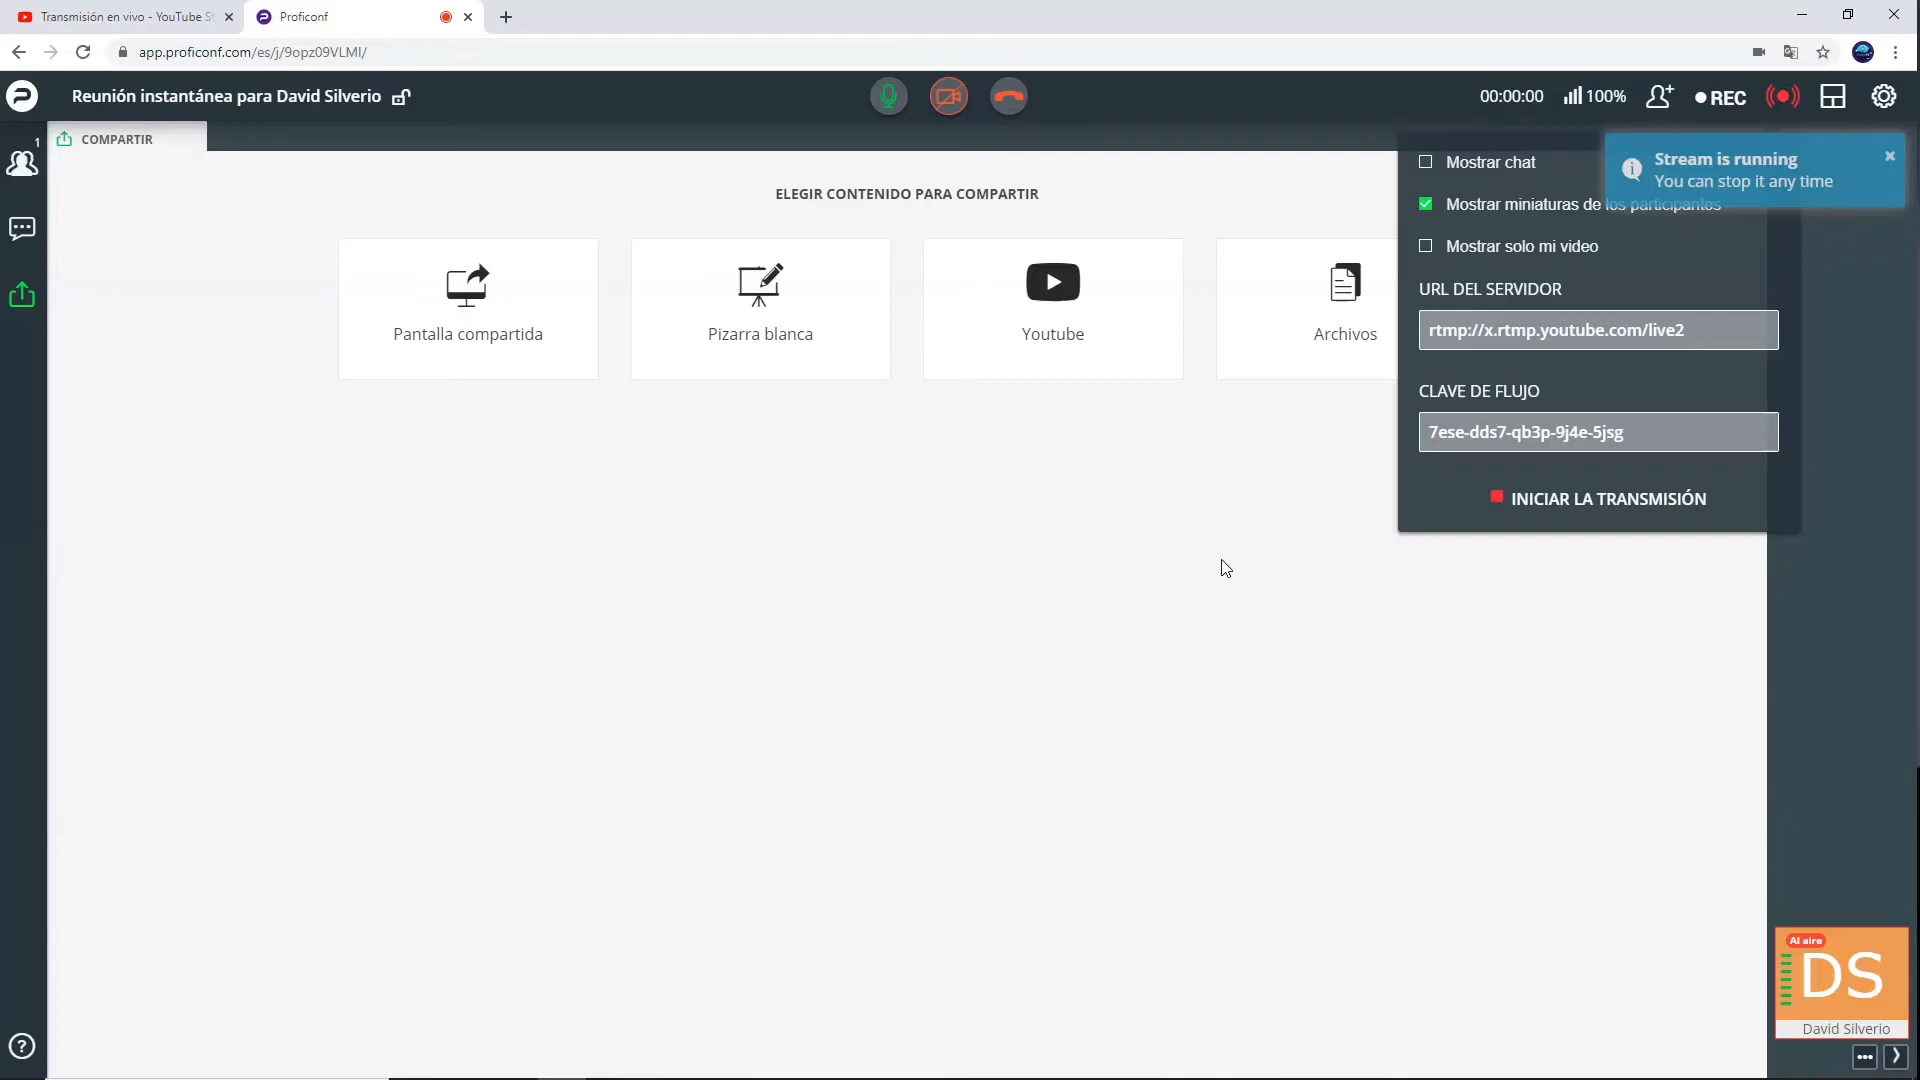 Transmisión en vivo - YouTube S
Proficonf
app.proficonf.com/es/j/9opz09VLMI/
Reunión instantánea para David Silverio
00:00:00
100%
REC
1
COMPARTIR
ELEGIR CONTENIDO PARA COMPARTIR
Pantalla compartida
Pizarra blanca
Youtube
Archivos
Mostrar chat
Mostrar miniaturas de los participantos
Mostrar solo mi video
Stream is running
You can stop it any time
URL DEL SERVIDOR
rtmp://x.rtmp.youtube.com/live2
CLAVE DE FLUJO
7ese-dds7-qb3p-9j4e-5jsg
INICIAR LA TRANSMISIÓN
Al aire
DS
David Silverio